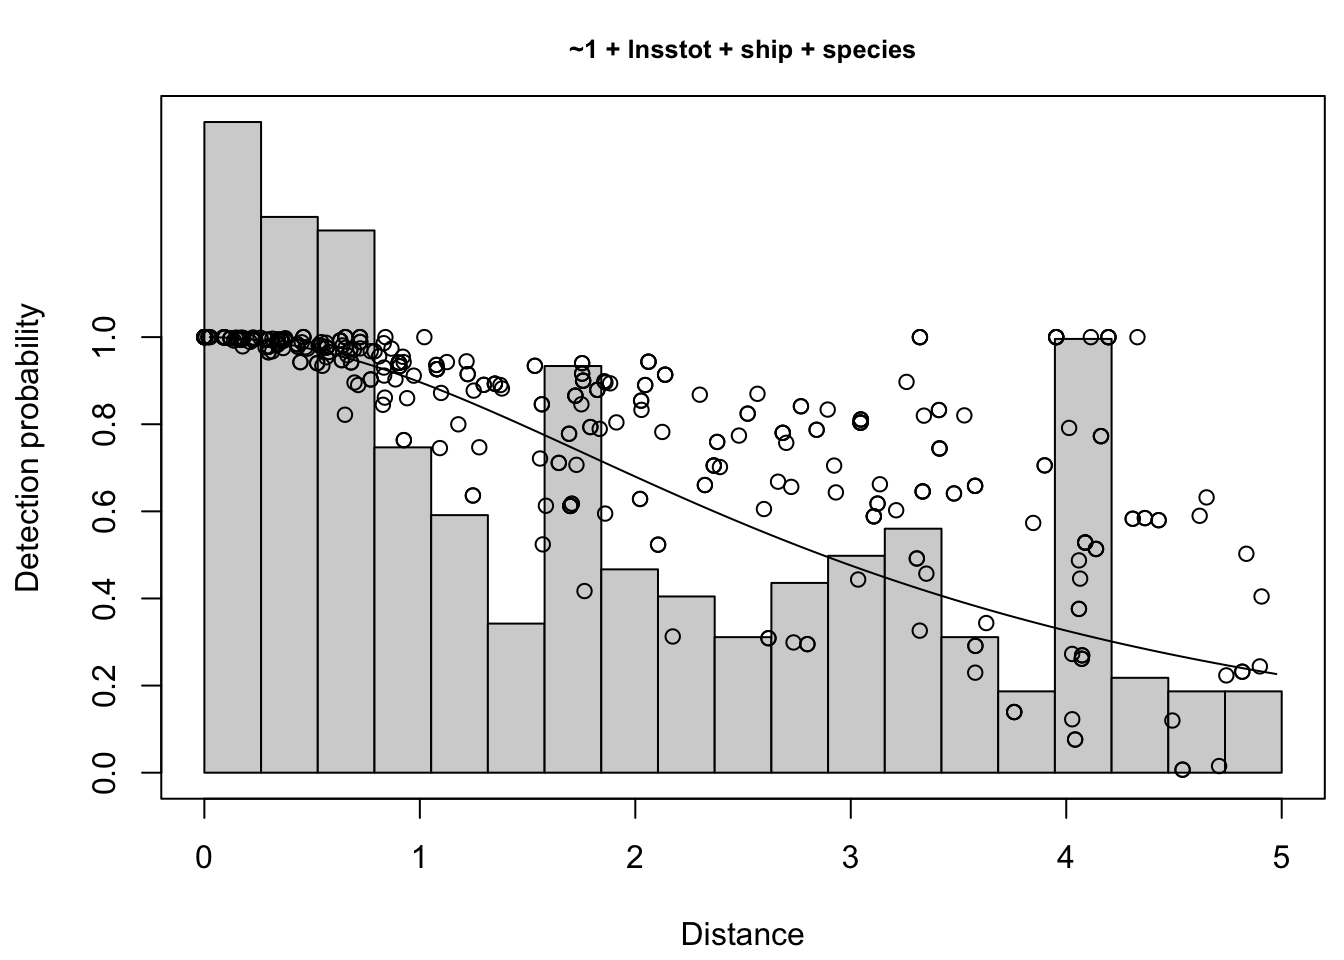 ~1 + lnsstot + ship + species
Detection probability
1.0
0.8
0.6
0.4
0.2
0.0
0 1 2 3 4 5
Distance